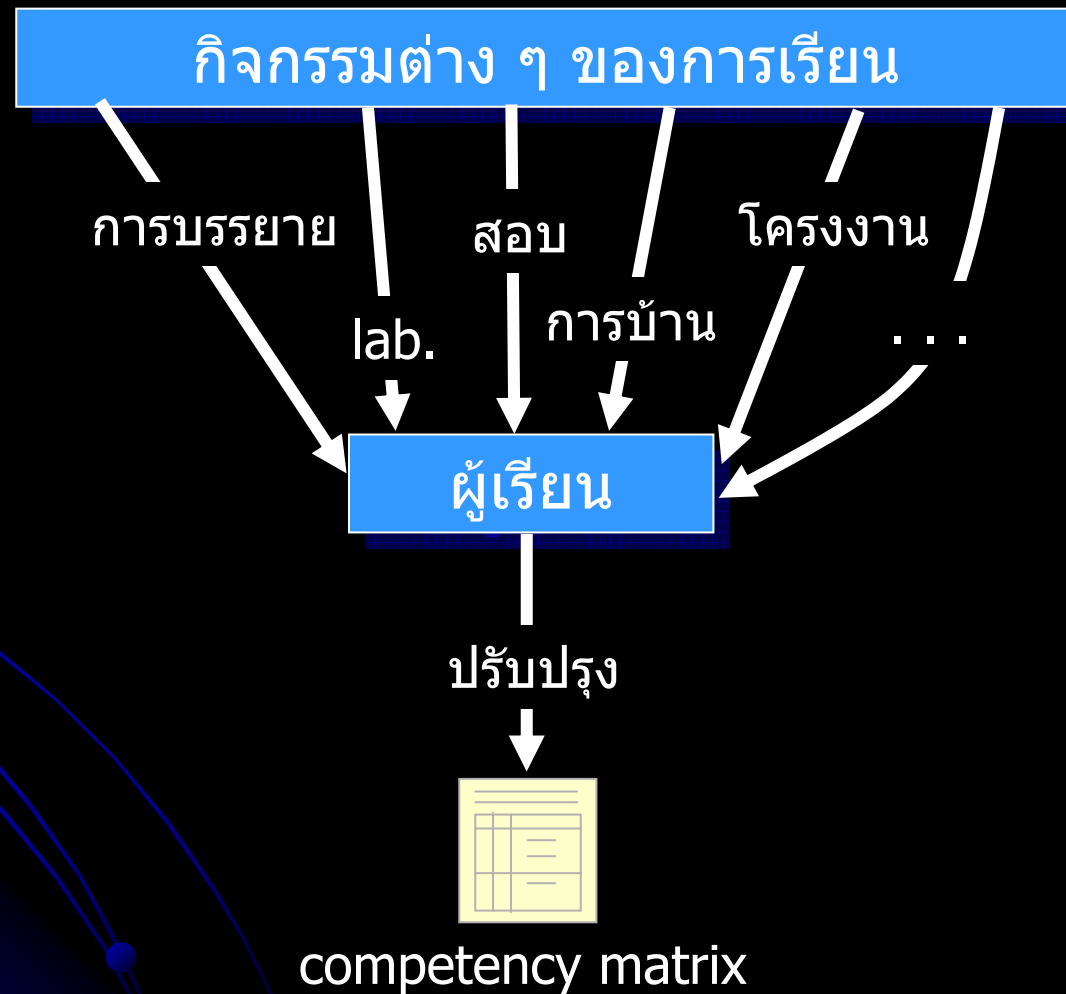 กิจกรรมต่าง ๆ ของการเรียน
การบรรยาย
สอบ
โครงงาน
lab.
การบ้าน
. . .
ผู้เรียน
ปรับปรุง
competency matrix